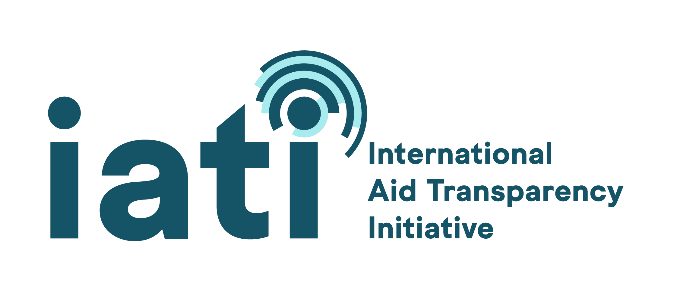 iati
International
Aid Transparency
Initiative